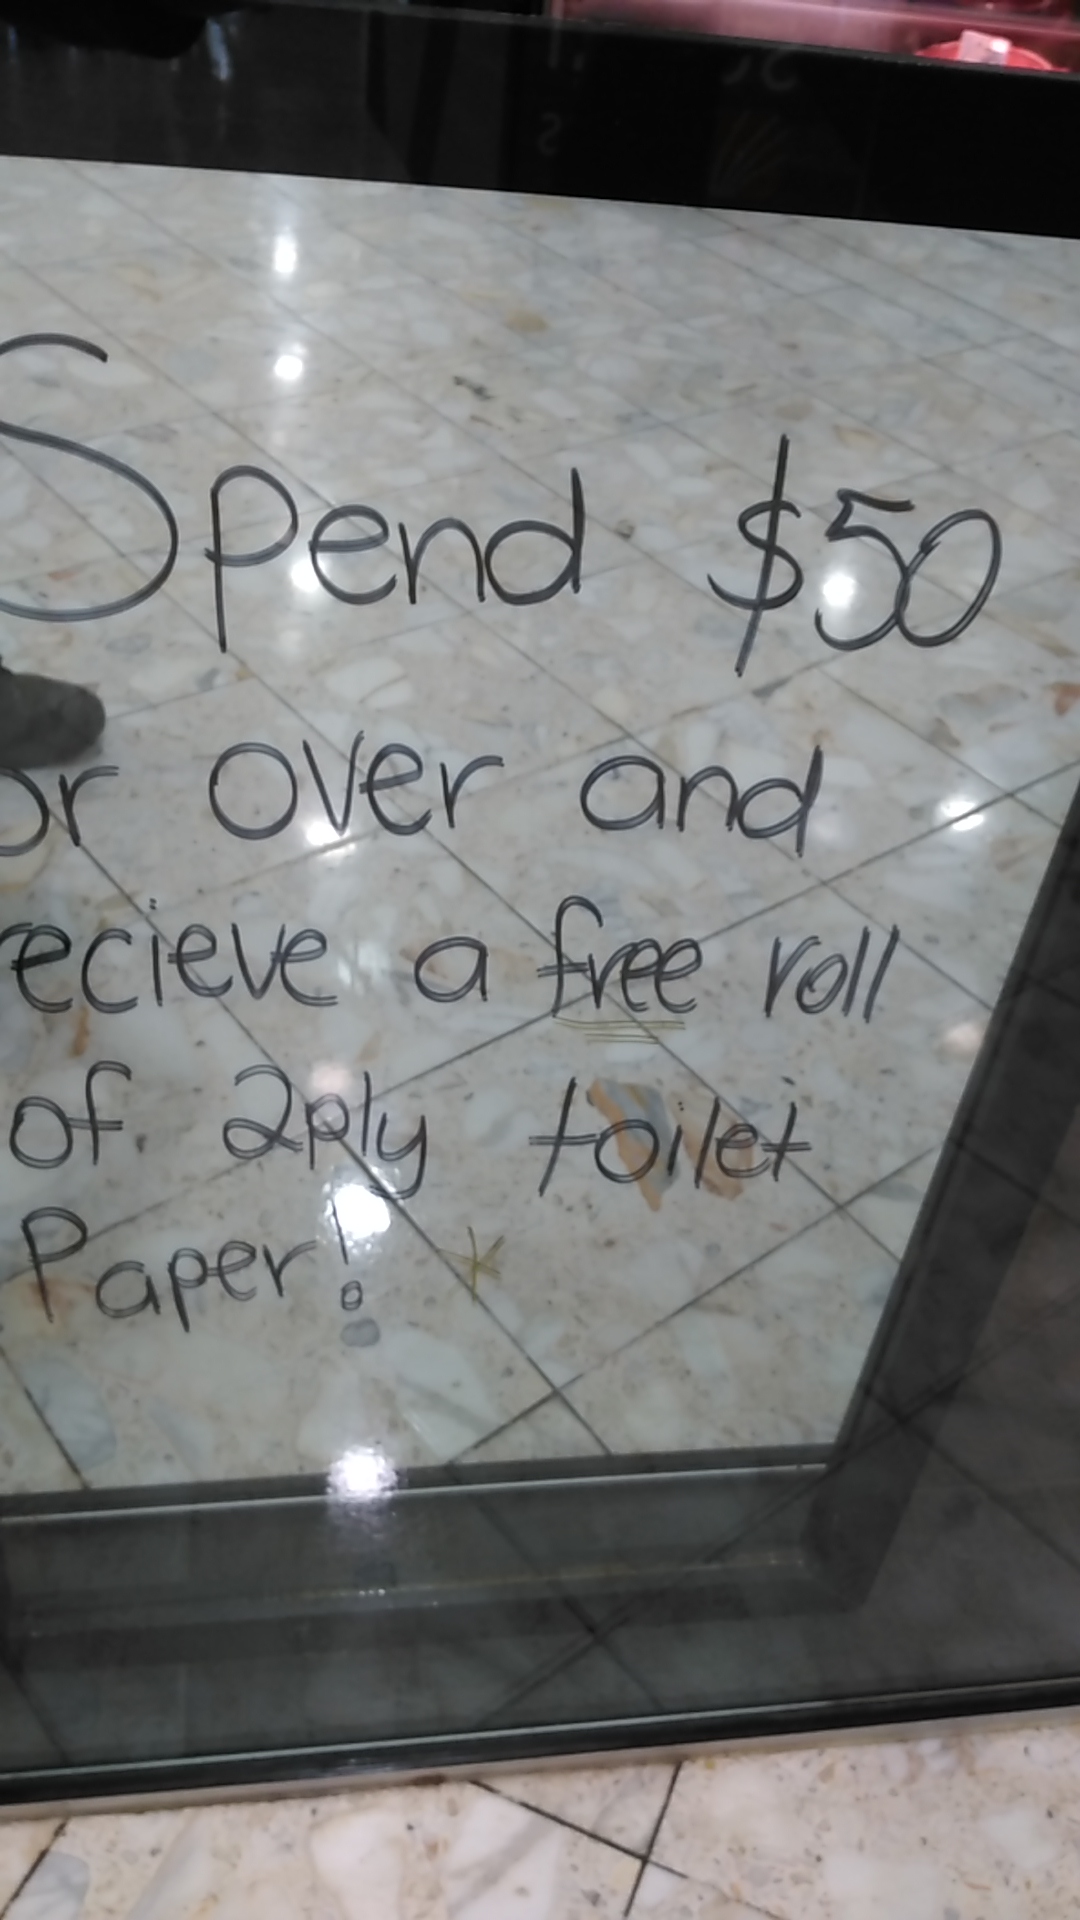 Spend $50
or over and
recieve a free roll
of 2ply toilet
Paper!